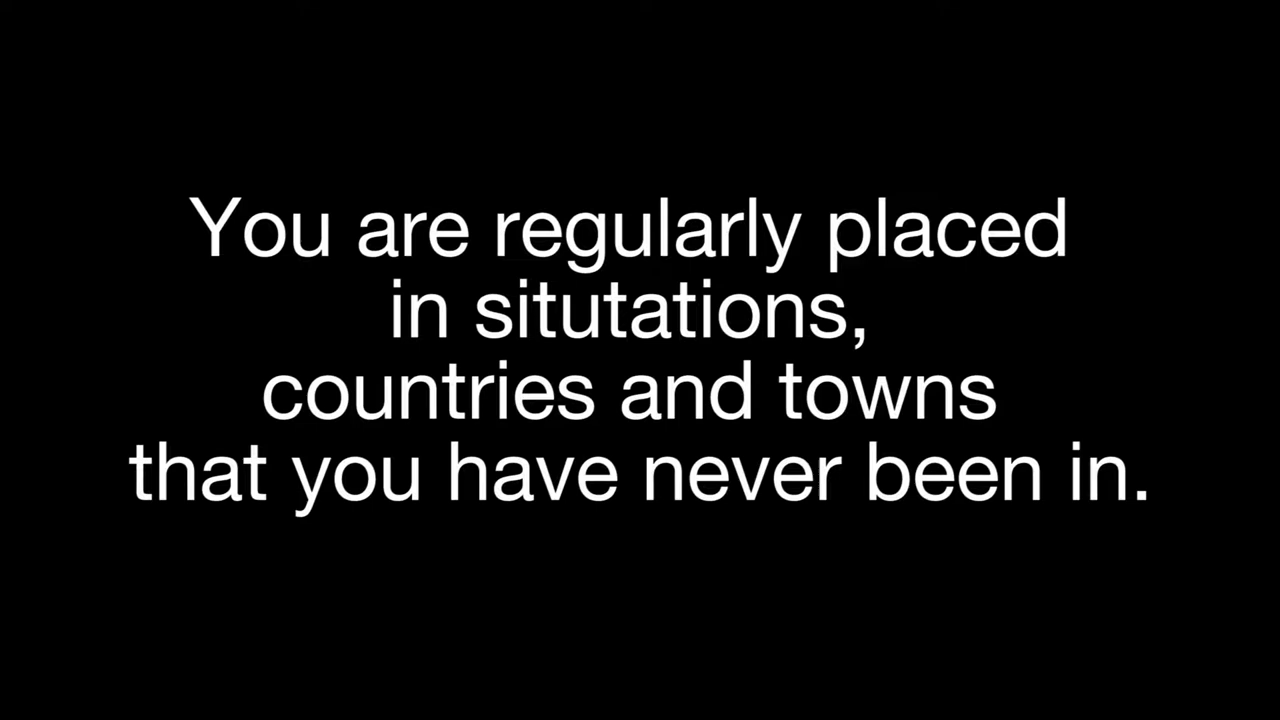 You are regularly placed
in situtations,
countries and towns
that you have never been in.